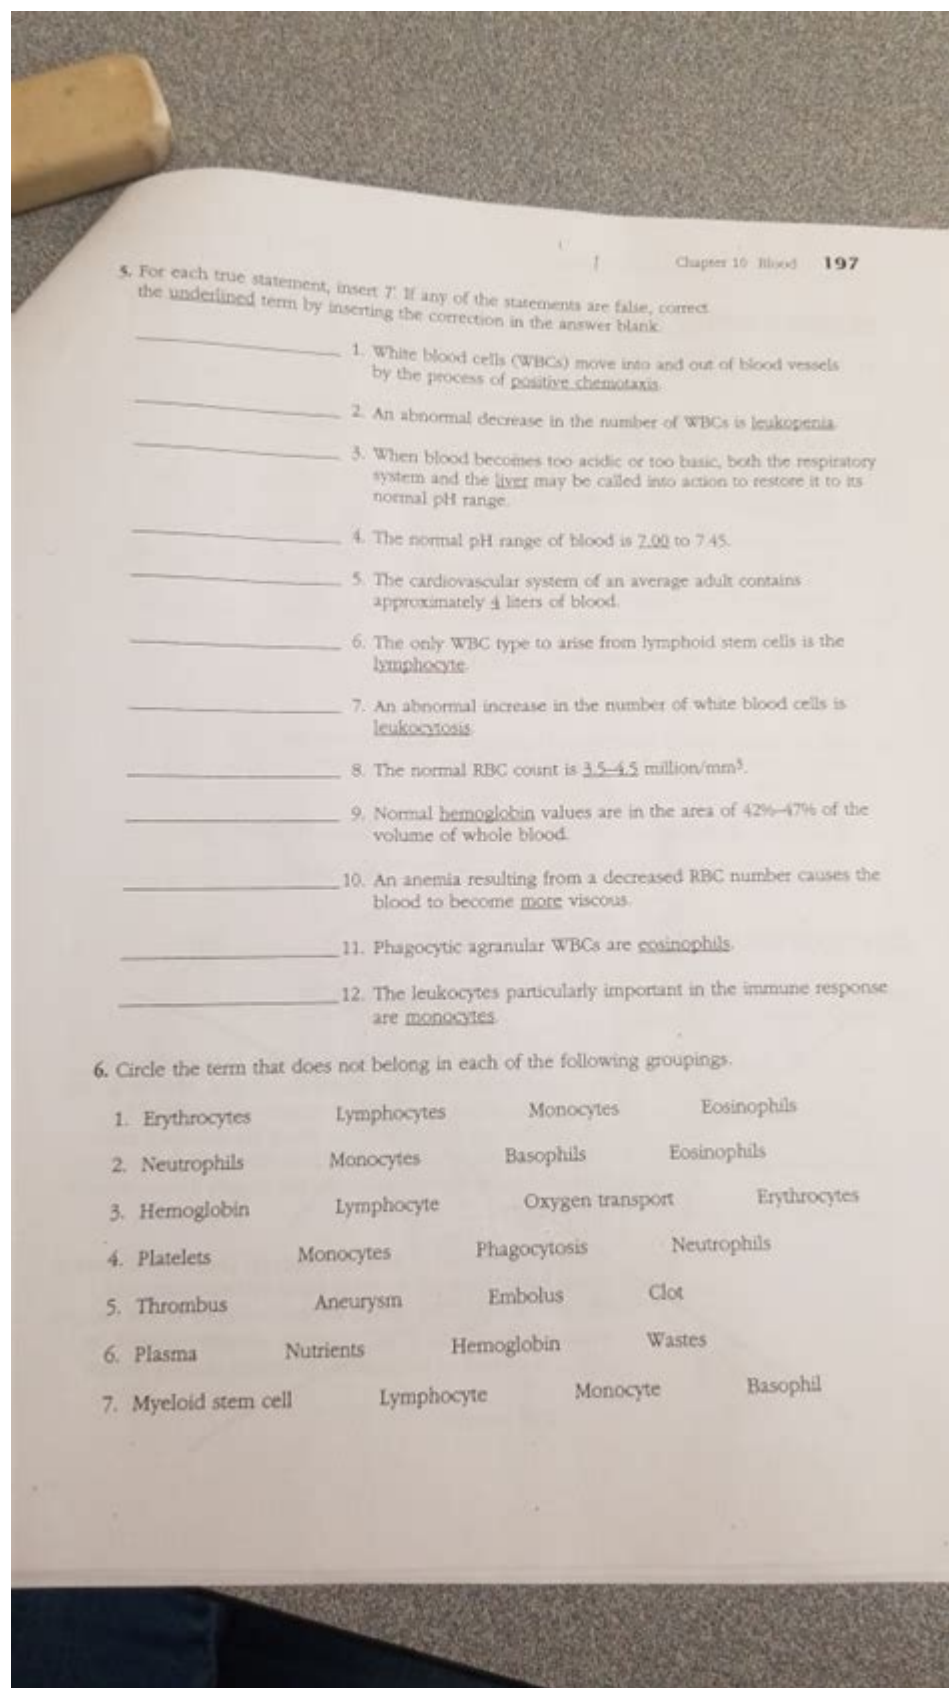 Chapter 10 Blood 197
5. For each true statement, insert T. If any of the statements are false, correct
the underlined term by inserting the correction in the answer blank.
1. White blood cells (WBCs) move into and out of blood vessels
by the process of positive chemotaxis.
2. An abnormal decrease in the number of WBCs is leukopenia.
3. When blood becomes too acidic or too basic, both the respiratory
system and the liver may be called into action to restore it to its
normal pH range.
4. The normal pH range of blood is 7.00 to 7.45.
5. The cardiovascular system of an average adult contains
approximately 4 liters of blood.
6. The only WBC type to arise from lymphoid stem cells is the
lymphocyte.
7. An abnormal increase in the number of white blood cells is
leukocytosis.
8. The normal RBC count is 3.5–4.5 million/mm³.
9. Normal hemoglobin values are in the area of 42%–47% of the
volume of whole blood.
10. An anemia resulting from a decreased RBC number causes the
blood to become more viscous.
11. Phagocytic agranular WBCs are eosinophils.
12. The leukocytes particularly important in the immune response
are monocytes.
6. Circle the term that does not belong in each of the following groupings.
1. Erythrocytes Lymphocytes Monocytes Eosinophils
2. Neutrophils Monocytes Basophils Eosinophils
3. Hemoglobin Lymphocyte Oxygen transport Erythrocytes
4. Platelets Monocytes Phagocytosis Neutrophils
5. Thrombus Aneurysm Embolus Clot
6. Plasma Nutrients Hemoglobin Wastes
7. Myeloid stem cell Lymphocyte Monocyte Basophil